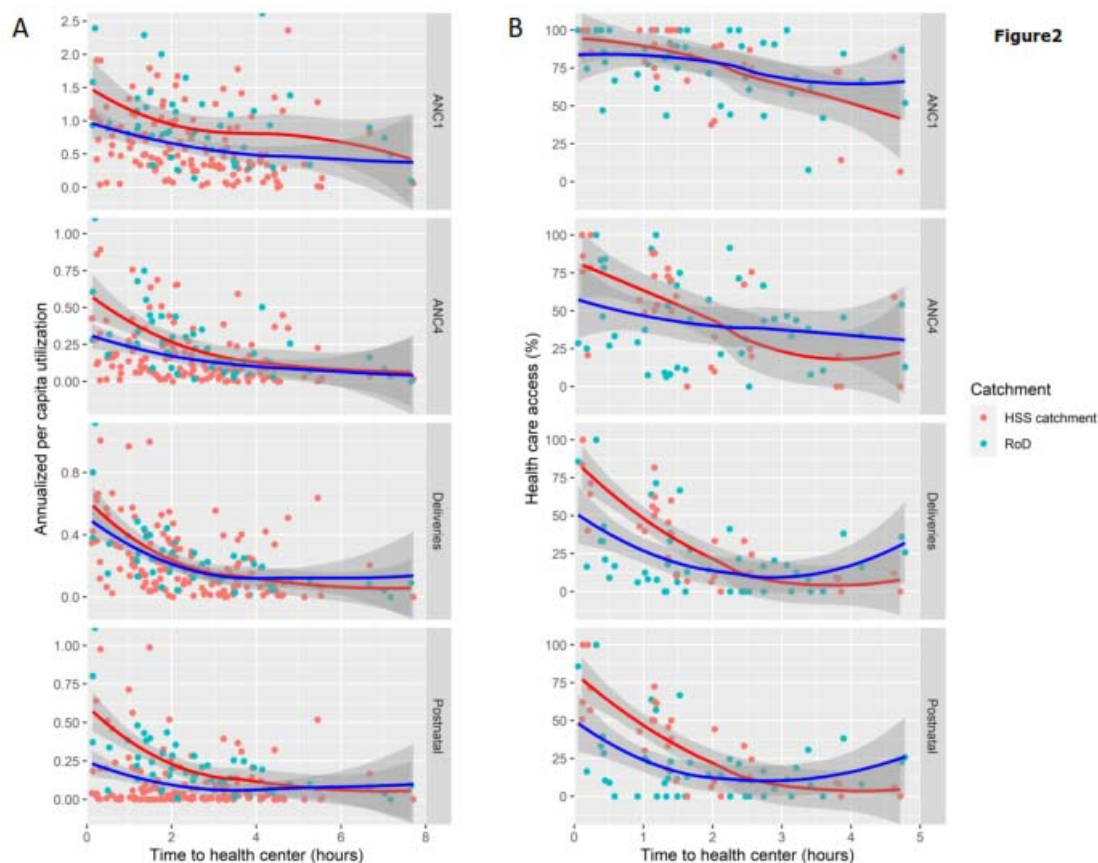 A
B
Figure2
Annualized per capita utilization
2.5
2.0
1.5
1.0
0.5
0.0
ANC1
1.00
0.75
0.50
0.25
0.00
ANC4
0.8
0.4
0.0
Deliveries
1.00
0.75
0.50
0.25
0.00
Postnatal
0 2 4 6 8
Time to health center (hours)
Health care access (%)
100
75
50
25
0
ANC1
100
75
50
25
0
ANC4
100
75
50
25
0
Deliveries
100
75
50
25
0
Postnatal
0 1 2 3 4 5
Time to health center (hours)
Catchment
HSS catchment
RoD